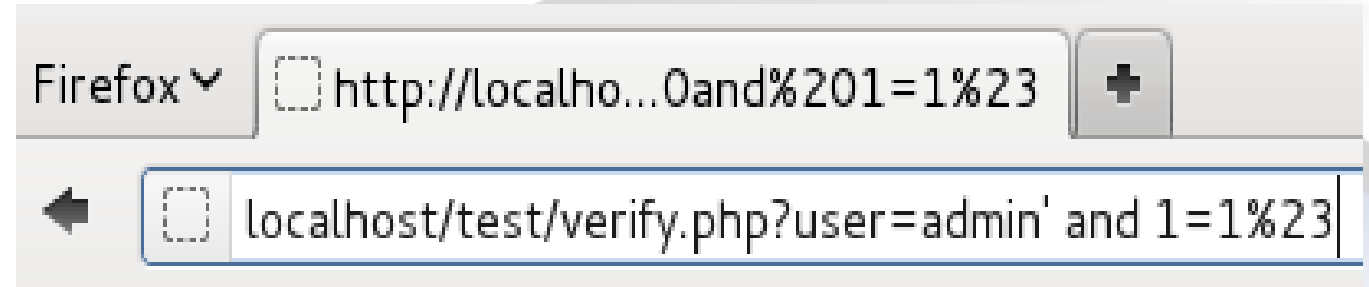 Firefox http://localho...0and%201=1%23
localhost/test/verify.php?user=admin' and 1=1%23